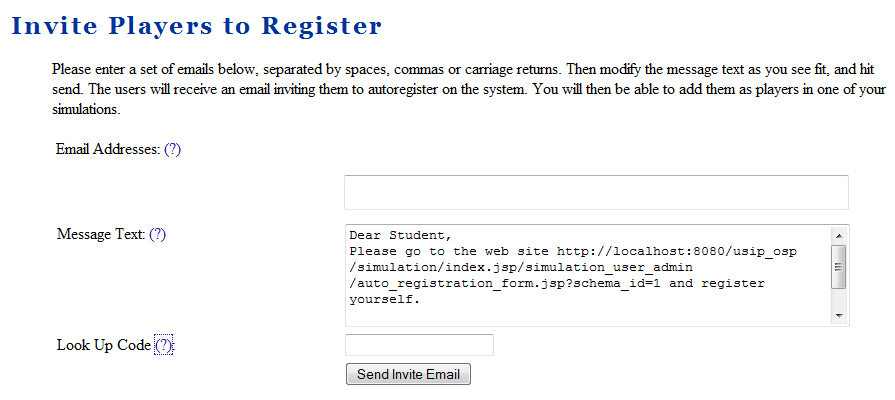 Invite Players to Register
Please enter a set of emails below, separated by spaces, commas or carriage returns. Then modify the message text as you see fit, and hit
send. The users will receive an email inviting them to autoregister on the system. You will then be able to add them as players in one of your
simulations.
Email Addresses: (?)
Message Text: (?)
Dear Student,
Please go to the web site http://localhost:8080/usip_osp
/simulation/index.jsp/simulation_user_admin
/auto_registration_form.jsp?schema_id=1 and register
yourself.
Look Up Code (?):
Send Invite Email